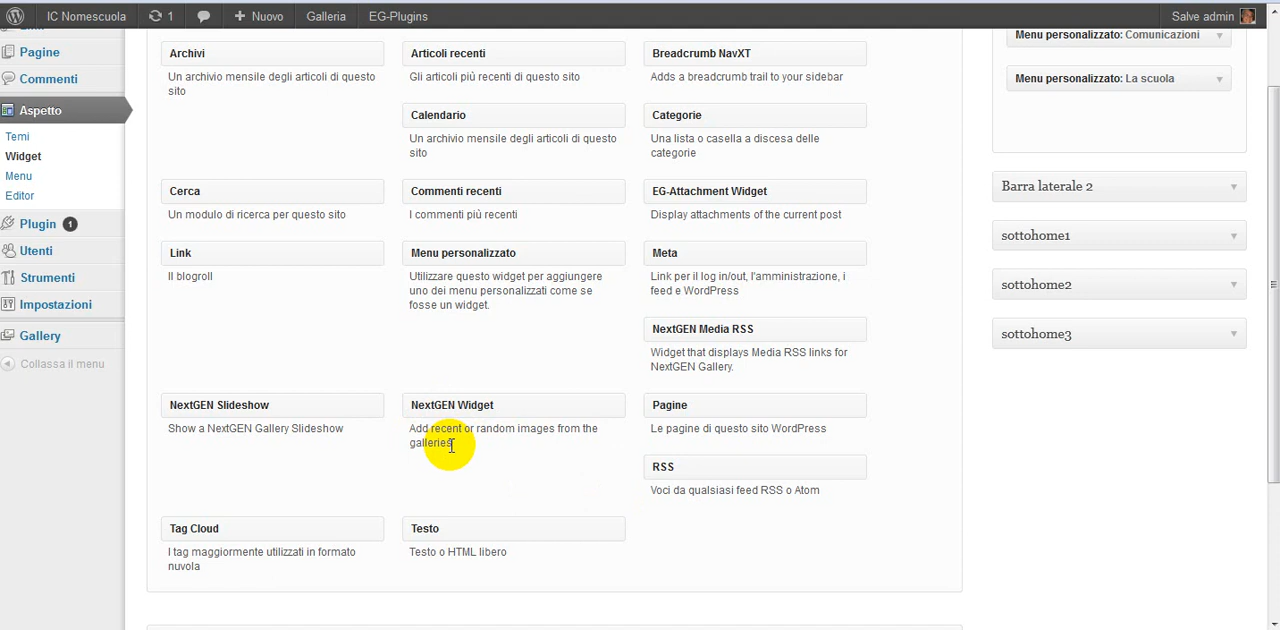 IC Nomescuola 1 Nuovo Galleria EG-Plugins Salve admin
Pagine
Commenti
Aspetto
Temi
Widget
Menu
Editor
Plugin 1
Utenti
Strumenti
Impostazioni
Gallery
Collassa il menu
Archivi
Un archivio mensile degli articoli di questo
sito
Articoli recenti
Gli articoli più recenti di questo sito
Breadcrumb NavXT
Adds a breadcrumb trail to your sidebar
Calendario
Un archivio mensile degli articoli di questo
sito
Categorie
Una lista o casella a discesa delle
categorie
Cerca
Un modulo di ricerca per questo sito
Commenti recenti
I commenti più recenti
EG-Attachment Widget
Display attachments of the current post
Link
Il blogroll
Menu personalizzato
Utilizzare questo widget per aggiungere
uno dei menu personalizzati come se
fosse un widget.
Meta
Link per il log in/out, l'amministrazione, i
feed e WordPress
NextGEN Media RSS
Widget that displays Media RSS links for
NextGEN Gallery.
NextGEN Slideshow
Show a NextGEN Gallery Slideshow
NextGEN Widget
Add recent or random images from the
galleries
Pagine
Le pagine di questo sito WordPress
RSS
Voci da qualsiasi feed RSS o Atom
Tag Cloud
I tag maggiormente utilizzati in formato
nuvola
Testo
Testo o HTML libero
Menu personalizzato: Comunicazioni
Menu personalizzato: La scuola
Barra laterale 2
sottohome1
sottohome2
sottohome3